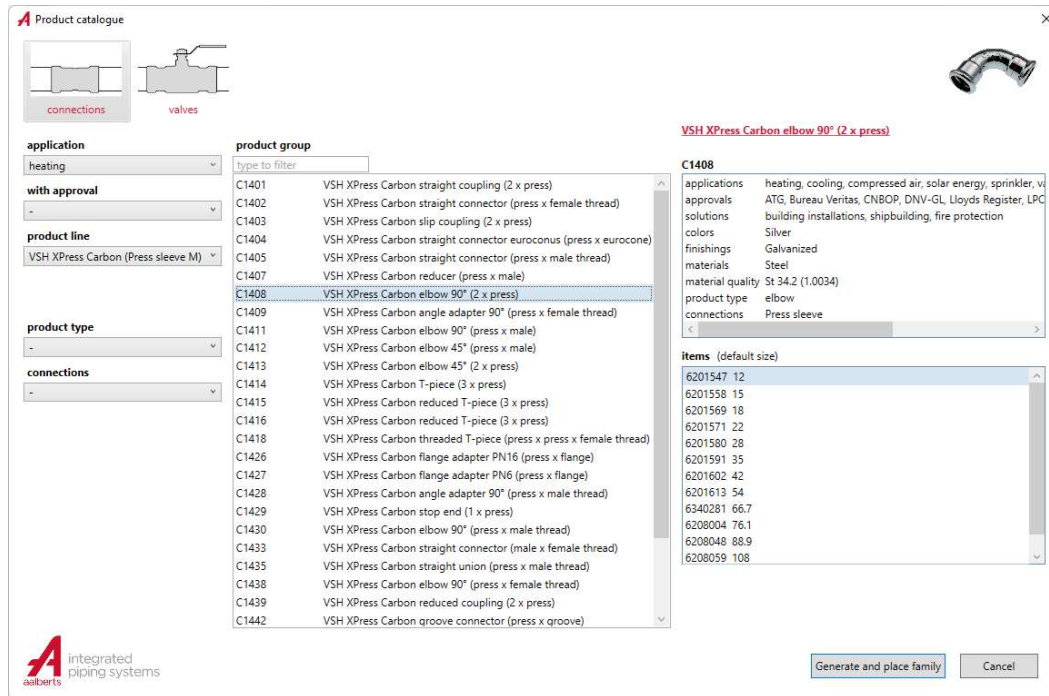 Product catalogue
connections
valves
application
heating
with approval
-
product line
VSH XPress Carbon (Press sleeve M)
product type
-
connections
-
product group
type to filter
C1401 VSH XPress Carbon straight coupling (2 x press)
C1402 VSH XPress Carbon straight connector (press x female thread)
C1403 VSH XPress Carbon slip coupling (2 x press)
C1404 VSH XPress Carbon straight connector euroconus (press x eurocone)
C1405 VSH XPress Carbon straight connector (press x male thread)
C1407 VSH XPress Carbon reducer (press x male)
C1408 VSH XPress Carbon elbow 90° (2 x press)
C1409 VSH XPress Carbon angle adapter 90° (press x female thread)
C1411 VSH XPress Carbon elbow 90° (press x male)
C1412 VSH XPress Carbon elbow 45° (press x male)
C1413 VSH XPress Carbon elbow 45° (2 x press)
C1414 VSH XPress Carbon T-piece (3 x press)
C1415 VSH XPress Carbon reduced T-piece (3 x press)
C1416 VSH XPress Carbon reduced T-piece (3 x press)
C1418 VSH XPress Carbon threaded T-piece (press x press x female thread)
C1426 VSH XPress Carbon flange adapter PN16 (press x flange)
C1427 VSH XPress Carbon flange adapter PN6 (press x flange)
C1428 VSH XPress Carbon angle adapter 90° (press x male thread)
C1429 VSH XPress Carbon stop end (1 x press)
C1430 VSH XPress Carbon elbow 90° (press x male thread)
C1433 VSH XPress Carbon straight connector (male x female thread)
C1435 VSH XPress Carbon straight union (press x male thread)
C1438 VSH XPress Carbon elbow 90° (press x female thread)
C1439 VSH XPress Carbon reduced coupling (2 x press)
C1442 VSH XPress Carbon groove connector (press x groove)
VSH XPress Carbon elbow 90° (2 x press)
C1408
applications heating, cooling, compressed air, solar energy, sprinkler, va
approvals ATG, Bureau Veritas, CNBOP, DNV-GL, Lloyds Register, LPC
solutions building installations, shipbuilding, fire protection
colors Silver
finishings Galvanized
materials Steel
material quality St 34.2 (1.0034)
product type elbow
connections Press sleeve
items (default size)
6201547 12
6201558 15
6201569 18
6201571 22
6201580 28
6201591 35
6201602 42
6201613 54
6340281 66.7
6208004 76.1
6208048 88.9
6208059 108
aalberts
integrated
piping systems
Generate and place family
Cancel